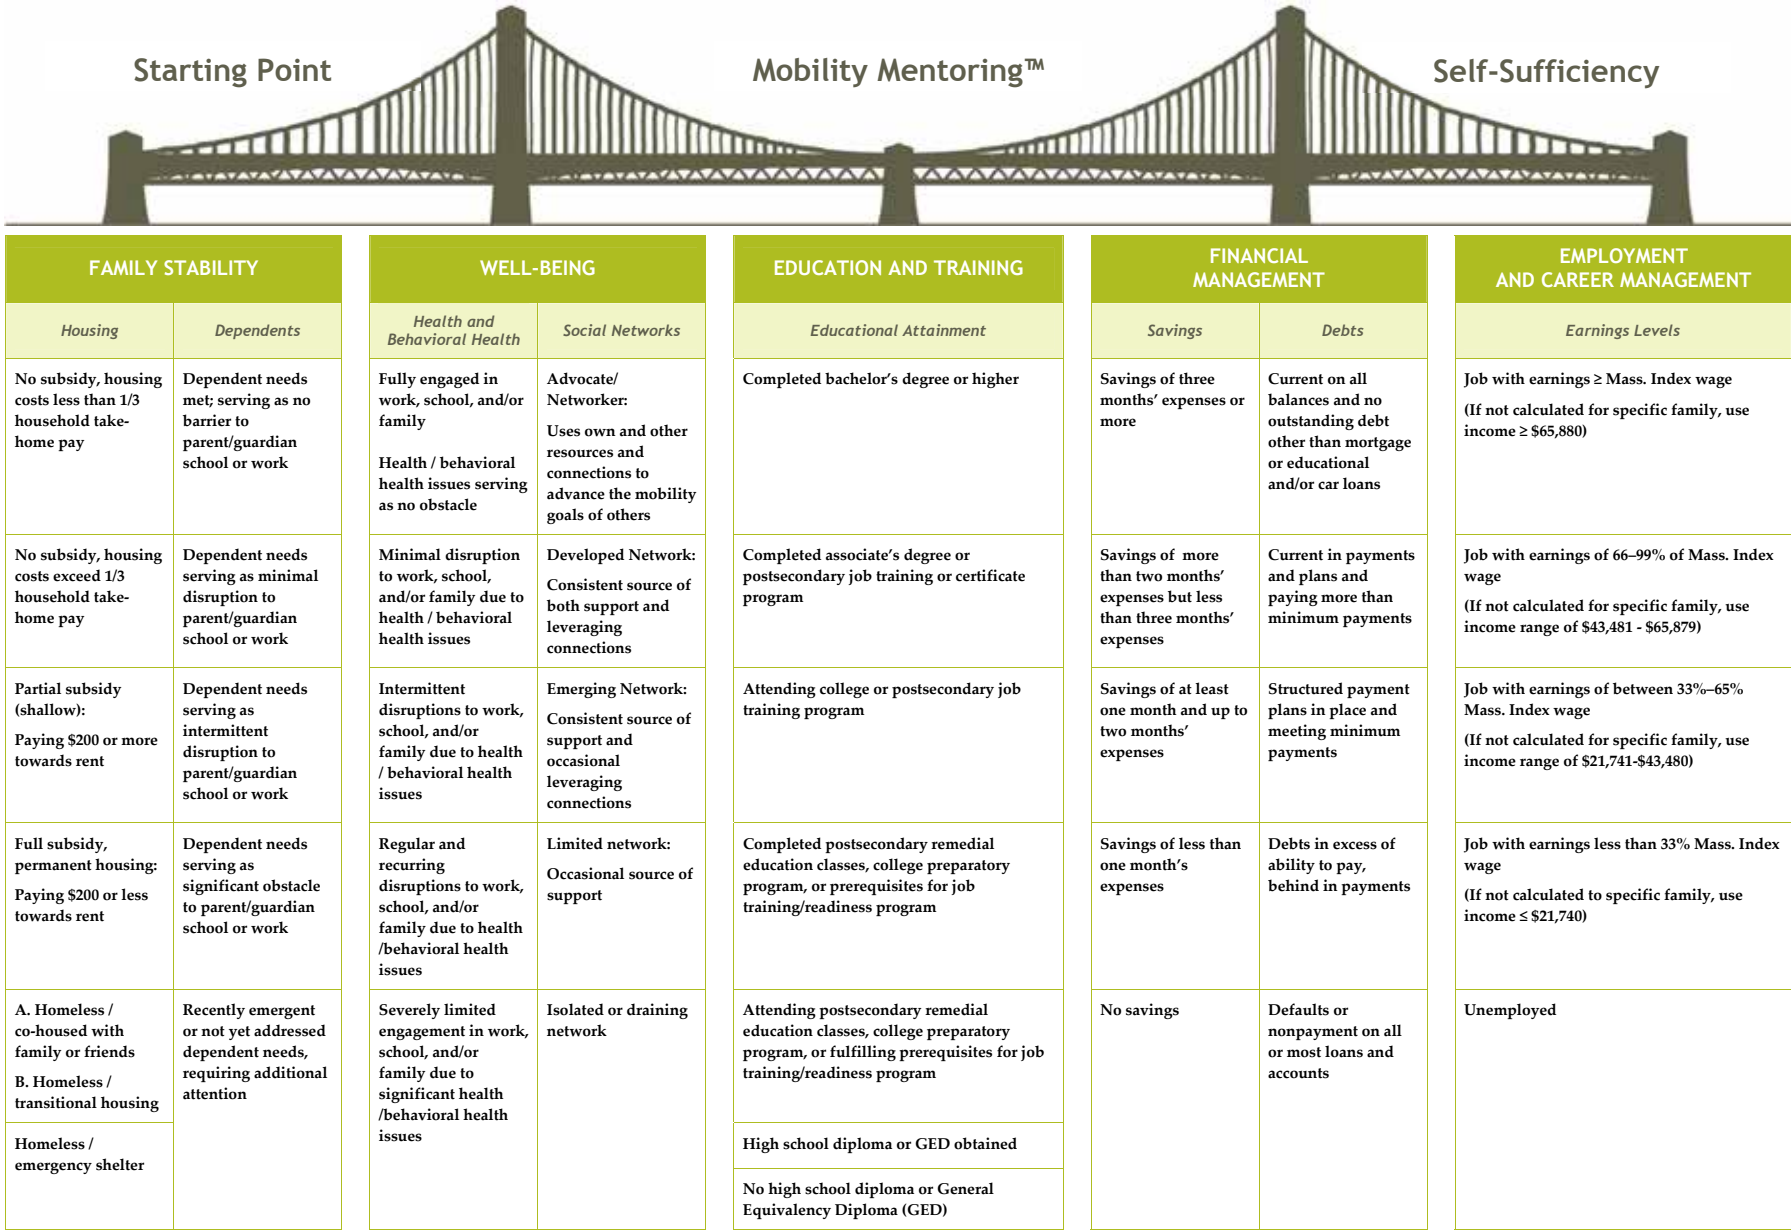 Starting Point
Mobility Mentoring™
Self-Sufficiency
FAMILY STABILITY
WELL-BEING
EDUCATION AND TRAINING
FINANCIAL
MANAGEMENT
EMPLOYMENT
AND CAREER MANAGEMENT
Housing
Dependents
Health and
Behavioral Health
Social Networks
Educational Attainment
Savings
Debts
Earnings Levels
No subsidy, housing
costs less than 1/3
household take-
home pay
Dependent needs
met; serving as no
barrier to
parent/guardian
school or work
Fully engaged in
work, school, and/or
family
Health / behavioral
health issues serving
as no obstacle
Advocate/
Networker:
Uses own and other
resources and
connections to
advance the mobility
goals of others
Completed bachelor’s degree or higher
Savings of three
months’ expenses or
more
Current on all
balances and no
outstanding debt
other than mortgage
or educational
and/or car loans
Job with earnings ≥ Mass. Index wage
(If not calculated for specific family, use
income ≥ $65,880)
No subsidy, housing
costs exceed 1/3
household take-
home pay
Dependent needs
serving as minimal
disruption to
parent/guardian
school or work
Minimal disruption
to work, school,
and/or family due to
health / behavioral
health issues
Developed Network:
Consistent source of
both support and
leveraging
connections
Completed associate’s degree or
postsecondary job training or certificate
program
Savings of more
than two months’
expenses but less
than three months’
expenses
Current in payments
and plans and
paying more than
minimum payments
Job with earnings of 66–99% of Mass. Index
wage
(If not calculated for specific family, use
income range of $43,481 - $65,879)
Partial subsidy
(shallow):
Paying $200 or more
towards rent
Dependent needs
serving as
intermittent
disruption to
parent/guardian
school or work
Intermittent
disruptions to work,
school, and/or
family due to health
/ behavioral health
issues
Emerging Network:
Consistent source of
support and
occasional
leveraging
connections
Attending college or postsecondary job
training program
Savings of at least
one month and up to
two months’
expenses
Structured payment
plans in place and
meeting minimum
payments
Job with earnings of between 33%–65%
Mass. Index wage
(If not calculated for specific family, use
income range of $21,741-$43,480)
Full subsidy,
permanent housing:
Paying $200 or less
towards rent
Dependent needs
serving as
significant obstacle
to parent/guardian
school or work
Regular and
recurring
disruptions to work,
school, and/or
family due to health
/behavioral health
issues
Limited network:
Occasional source of
support
Completed postsecondary remedial
education classes, college preparatory
program, or prerequisites for job
training/readiness program
Savings of less than
one month’s
expenses
Debts in excess of
ability to pay,
behind in payments
Job with earnings less than 33% Mass. Index
wage
(If not calculated to specific family, use
income ≤ $21,740)
A. Homeless /
co-housed with
family or friends
B. Homeless /
transitional housing
Recently emergent
or not yet addressed
dependent needs,
requiring additional
attention
Severely limited
engagement in work,
school, and/or
family due to
significant health
/behavioral health
issues
Isolated or draining
network
Attending postsecondary remedial
education classes, college preparatory
program, or fulfilling prerequisites for job
training/readiness program
No savings
Defaults or
nonpayment on all
or most loans and
accounts
Unemployed
Homeless /
emergency shelter
High school diploma or GED obtained
No high school diploma or General
Equivalency Diploma (GED)